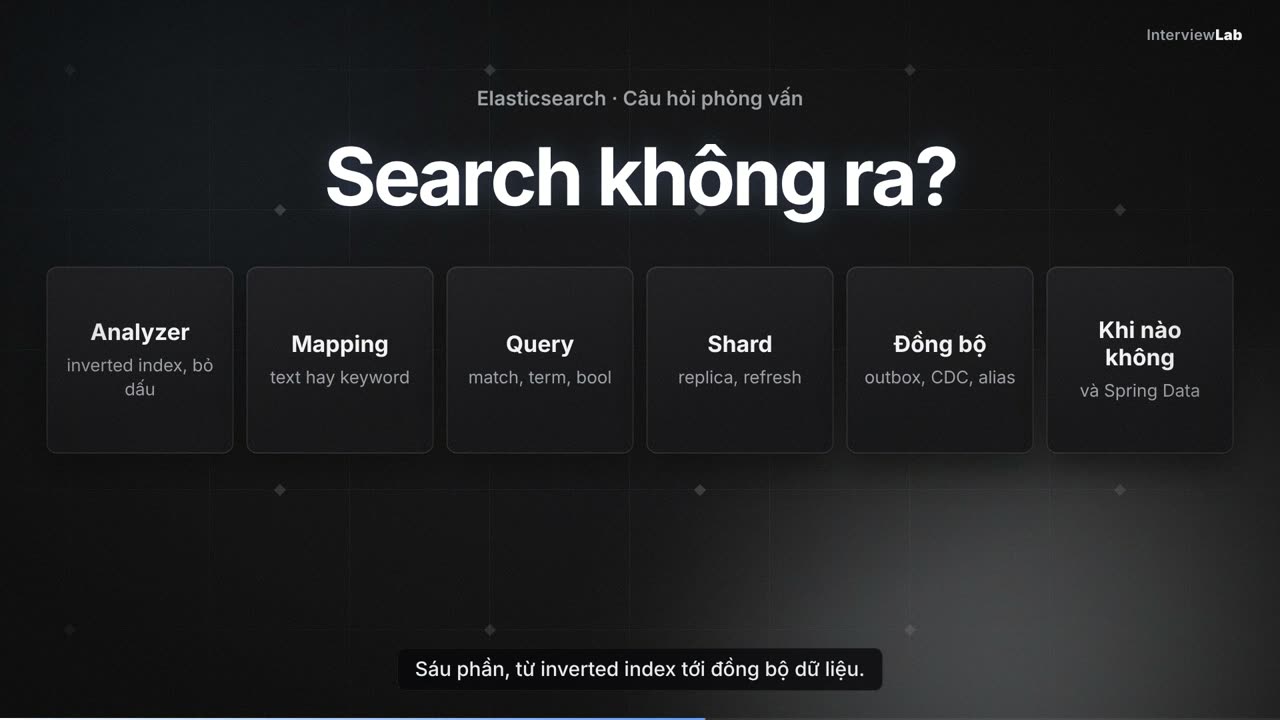 InterviewLab
Elasticsearch · Câu hỏi phỏng vấn
Search không ra?
Analyzer
inverted index, bỏ
dấu
Mapping
text hay keyword
Query
match, term, bool
Shard
replica, refresh
Đồng bộ
outbox, CDC, alias
Khi nào
không
và Spring Data
Sáu phần, từ inverted index tới đồng bộ dữ liệu.